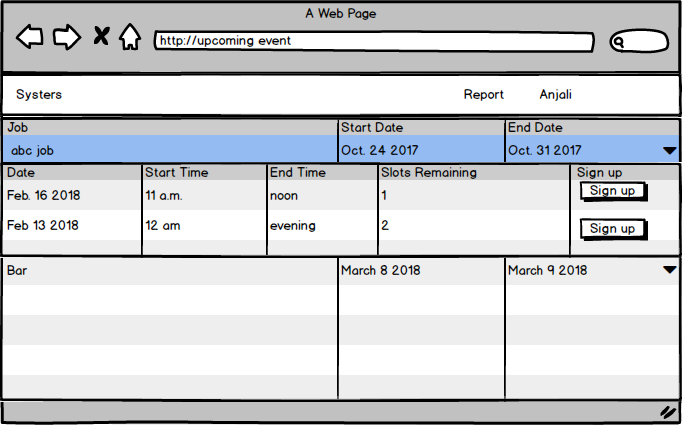 A Web Page
http://upcoming event
Systers Report Anjali
Job Start Date End Date
abc job Oct. 24 2017 Oct. 31 2017
Date Start Time End Time Slots Remaining Sign up
Feb. 16 2018 11 a.m. noon 1 Sign up
Feb 13 2018 12 am evening 2 Sign up
Bar March 8 2018 March 9 2018